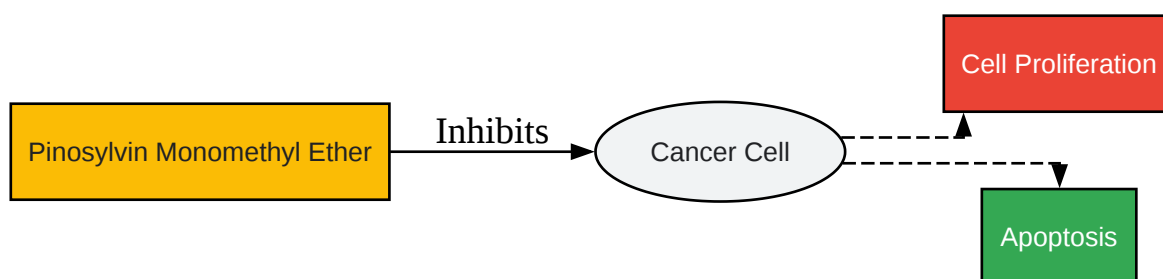 Cell Proliferation
Inhibits
Pinosylvin Monomethyl Ether
Cancer Cell
Apoptosis